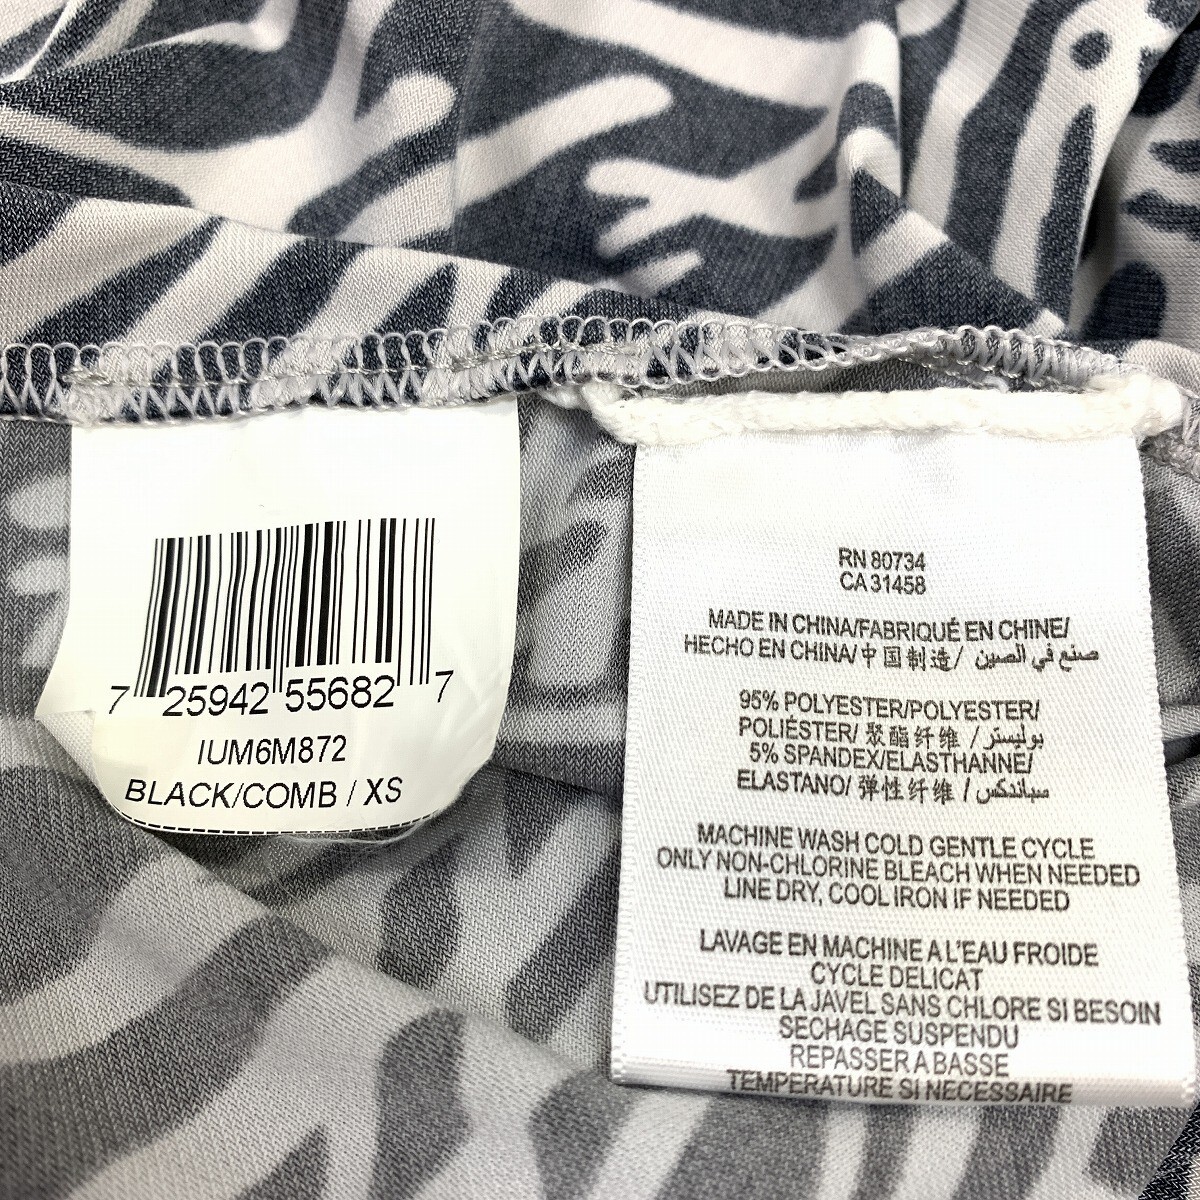 7 25942 55682 7
IUM6M872
BLACK/COMB / XS
RN 80734
CA 31458
MADE IN CHINA/FABRIQUÉ EN CHINE/
HECHO EN CHINA/中国制造/ صنع في الصين
95% POLYESTER/POLYESTER/
POLIÉSTER/ 聚酯纤维 / بوليستر/
5% SPANDEX/ELASTHANNE/
ELASTANO/ 弹性纤维 / سباندكس/
MACHINE WASH COLD GENTLE CYCLE
ONLY NON-CHLORINE BLEACH WHEN NEEDED
LINE DRY, COOL IRON IF NEEDED
LAVAGE EN MACHINE A L'EAU FROIDE
CYCLE DELICAT
UTILISEZ DE LA JAVEL SANS CHLORE SI BESOIN
SECHAGE SUSPENDU
REPASSER A BASSE
TEMPERATURE SI NECESSAIRE